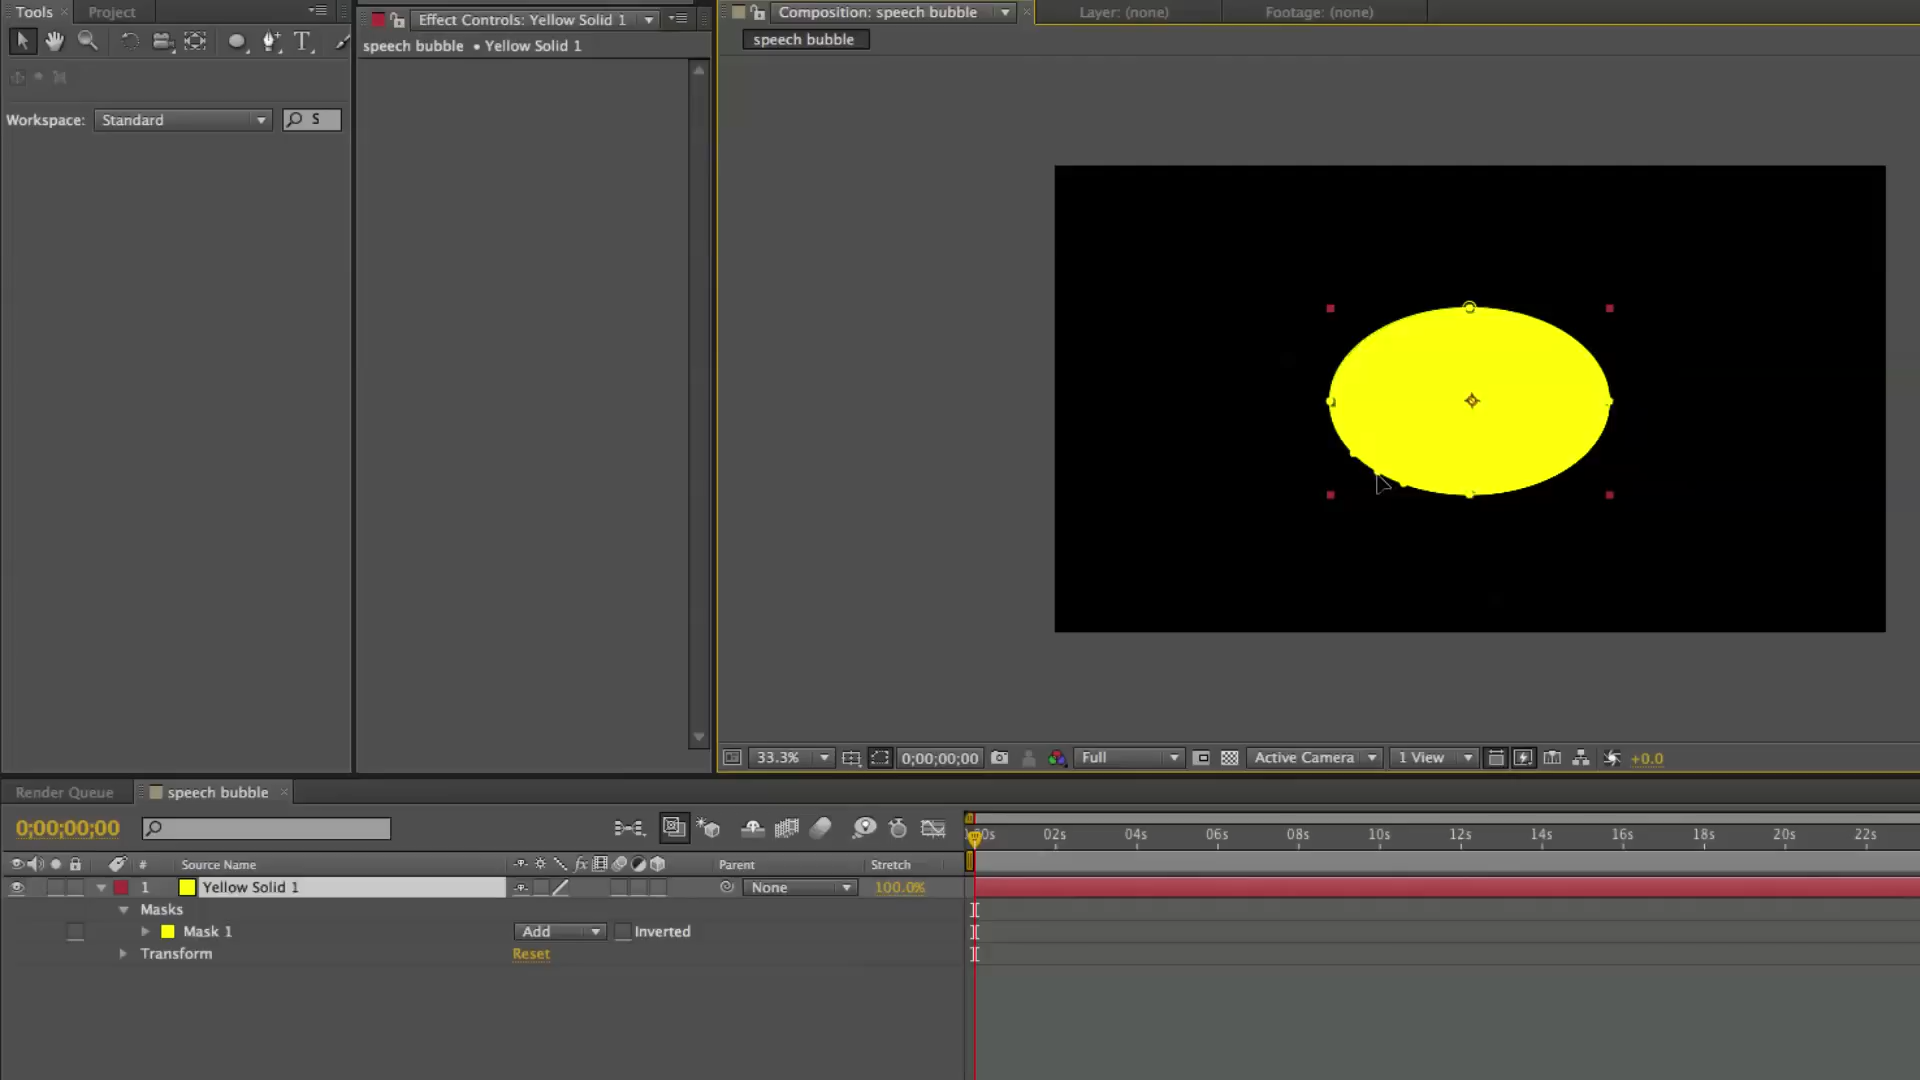 Tools
Project
Effect Controls: Yellow Solid 1
Composition: speech bubble
Layer: (none)
Footage: (none)
speech bubble • Yellow Solid 1
speech bubble
Workspace:
Standard
S
33.3%
0;00;00;00
Full
Active Camera
1 View
+0.0
Render Queue
speech bubble
0;00;00;00
00s
02s
04s
06s
08s
10s
12s
14s
16s
18s
20s
22s
#
Source Name
fx
Parent
Stretch
1
Yellow Solid 1
None
100.0%
Masks
Mask 1
Add
Inverted
Transform
Reset